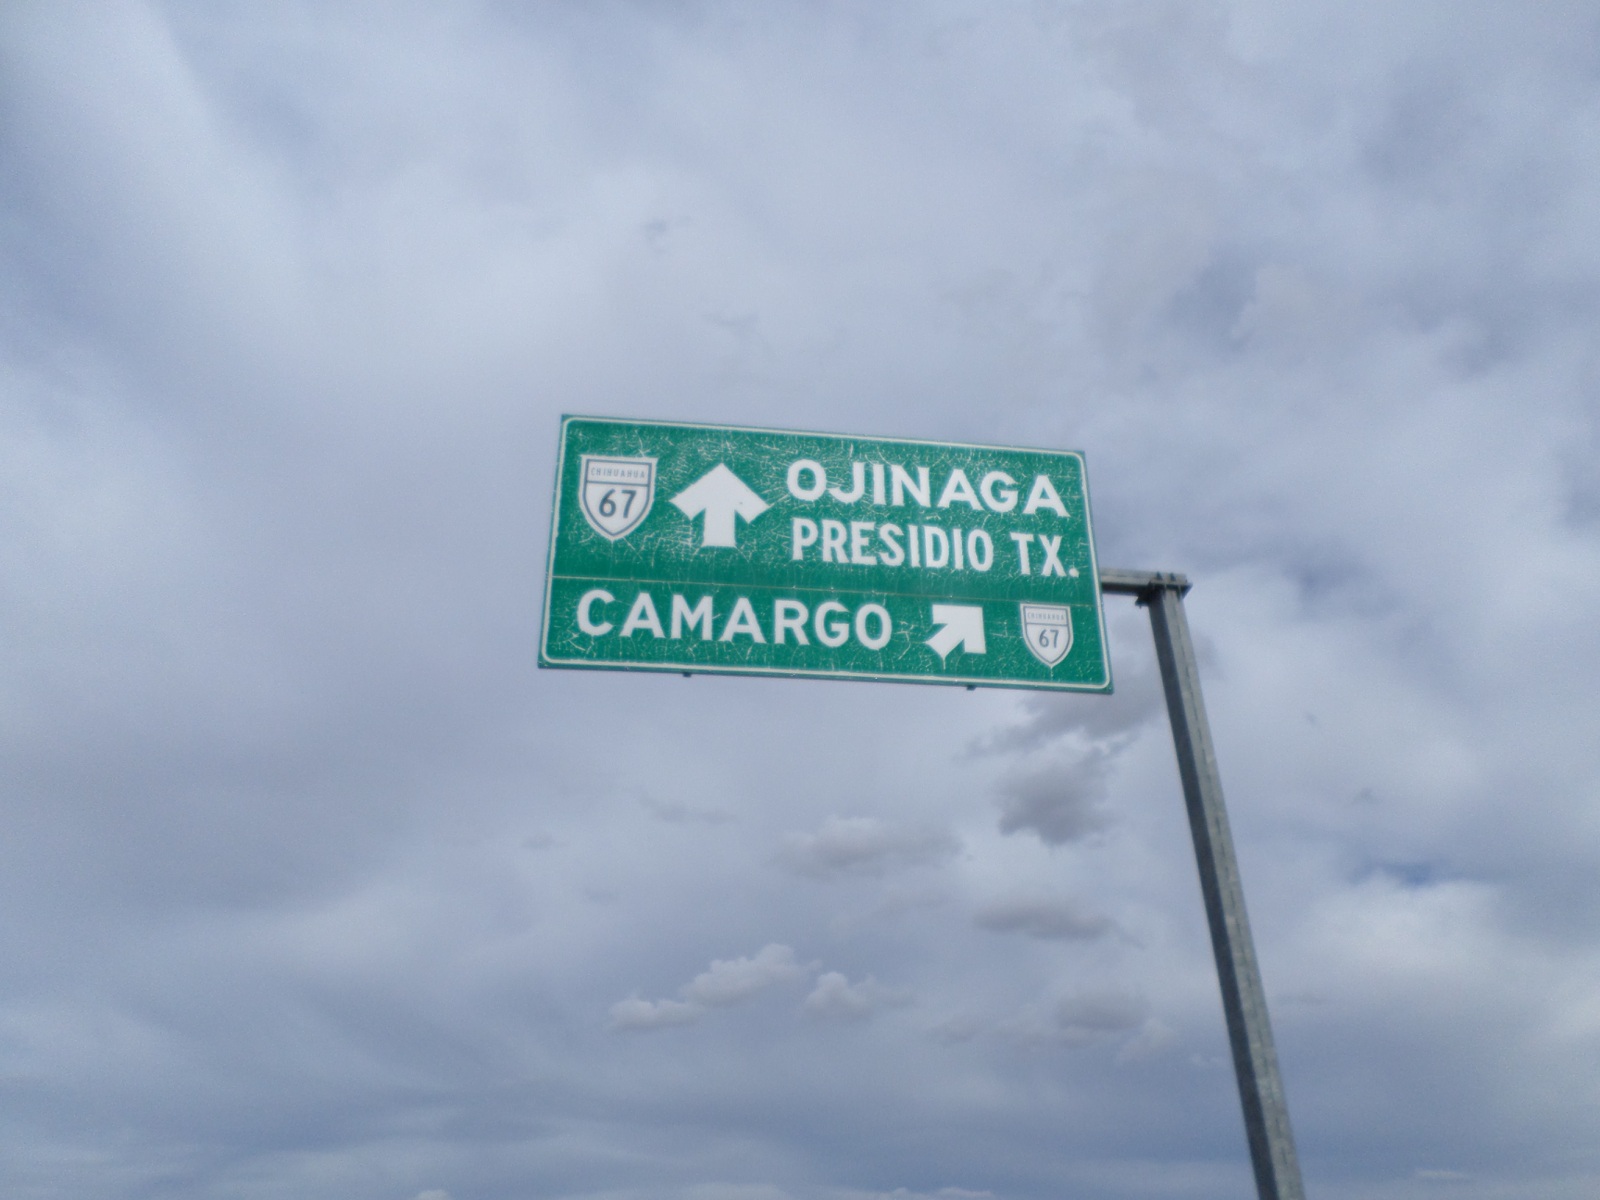 CHIHUAHUA
67
OJINAGA
PRESIDIO TX.
CAMARGO
CHIHUAHUA
67